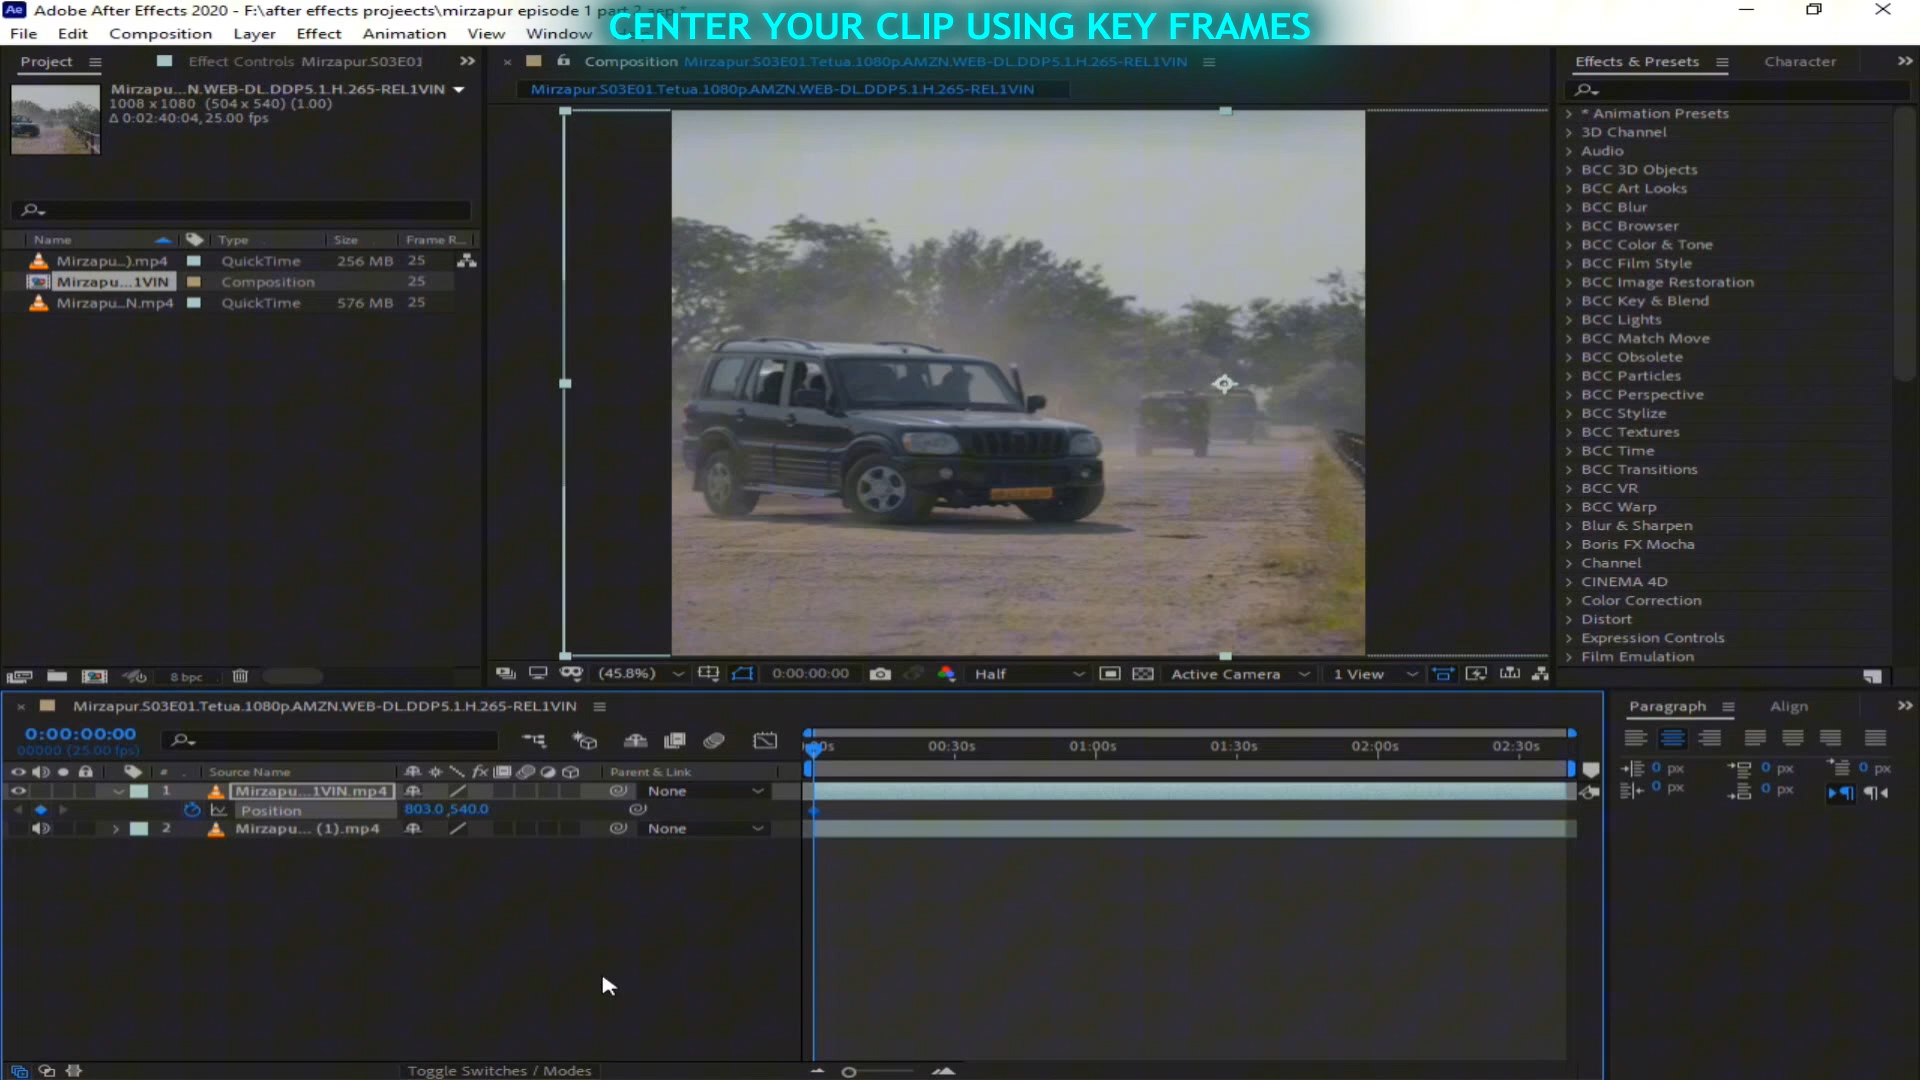 Ae Adobe After Effects 2020 - F:\after effects projeects\mirzapur episode 1 part 2.aep *
CENTER YOUR CLIP USING KEY FRAMES
File Edit Composition Layer Effect Animation View Window
Project Effect Controls Mirzapur.S03E01
Composition Mirzapur.S03E01.Tetua.1080p.AMZN.WEB-DL.DDP5.1.H.265-REL1VIN
Effects & Presets Character
Mirzapu...N.WEB-DL.DDP5.1.H.265-REL1VIN
1008 x 1080 (504 x 540) (1.00)
Δ 0:02:40:04, 25.00 fps
Mirzapur.S03E01.Tetua.1080p.AMZN.WEB-DL.DDP5.1.H.265-REL1VIN
* Animation Presets
3D Channel
Audio
BCC 3D Objects
BCC Art Looks
BCC Blur
BCC Browser
BCC Color & Tone
BCC Film Style
BCC Image Restoration
BCC Key & Blend
BCC Lights
BCC Match Move
BCC Obsolete
BCC Particles
BCC Perspective
BCC Stylize
BCC Textures
BCC Time
BCC Transitions
BCC VR
BCC Warp
Blur & Sharpen
Boris FX Mocha
Channel
CINEMA 4D
Color Correction
Distort
Expression Controls
Film Emulation
Name Type Size Frame R...
Mirzapu...).mp4 QuickTime 256 MB 25
Mirzapu...1VIN Composition 25
Mirzapu...N.mp4 QuickTime 576 MB 25
8 bpc
(45.8%) 0:00:00:00 Half Active Camera 1 View
Mirzapur.S03E01.Tetua.1080p.AMZN.WEB-DL.DDP5.1.H.265-REL1VIN
0:00:00:00
00000 (25.00 fps)
00:30s 01:00s 01:30s 02:00s 02:30s
# Source Name fx Parent & Link
1 Mirzapu...1VIN.mp4 None
Position 803.0,540.0
2 Mirzapu... (1).mp4 None
Toggle Switches / Modes
Paragraph Align
0 px 0 px 0 px
0 px 0 px